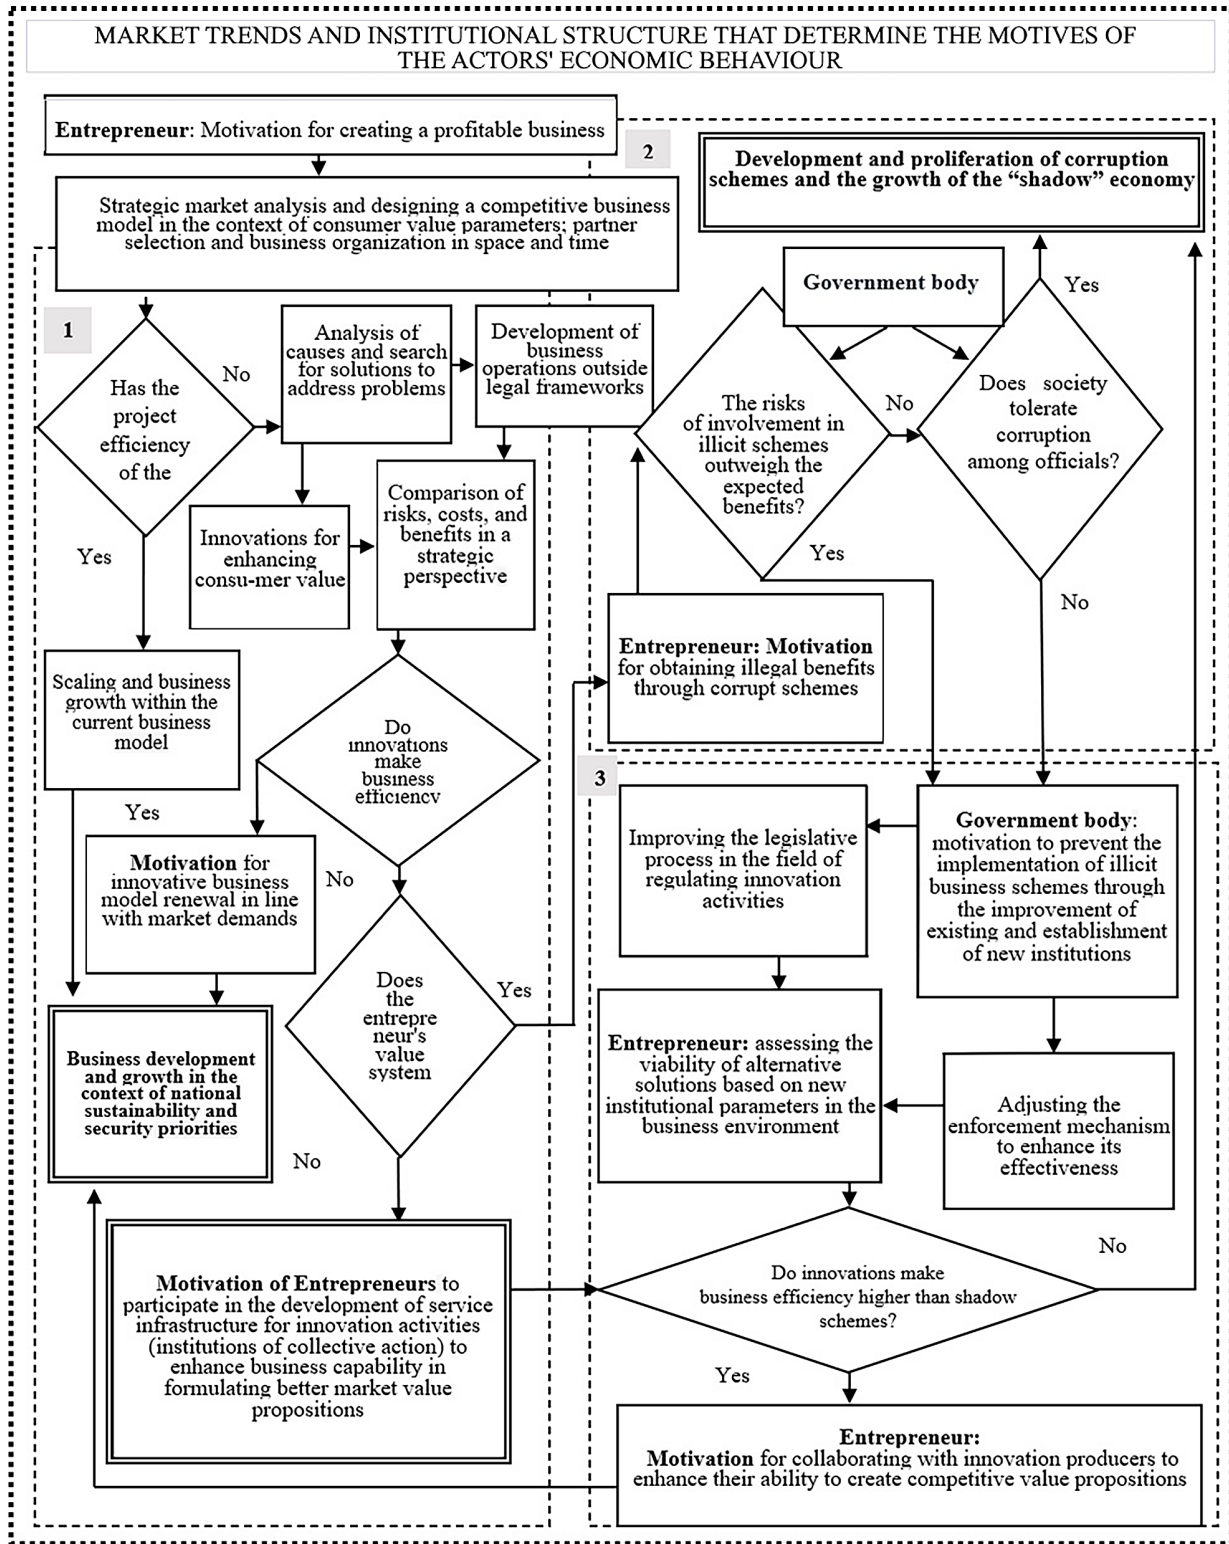 MARKET TRENDS AND INSTITUTIONAL STRUCTURE THAT DETERMINE THE MOTIVES OF
THE ACTORS' ECONOMIC BEHAVIOUR
Entrepreneur: Motivation for creating a profitable business
Strategic market analysis and designing a competitive business
model in the context of consumer value parameters; partner
selection and business organization in space and time
1
Has the
project
efficiency
of the
No
Yes
Analysis of
causes and search
for solutions to
address problems
Development of
business
operations outside
legal frameworks
Innovations for
enhancing
consu-mer value
Comparison of
risks, costs, and
benefits in a
strategic
perspective
Scaling and business
growth within the
current business
model
Do
innovations
make
business
efficiency
Yes
No
Motivation for
innovative business
model renewal in line
with market demands
Does
the
entrepre
neur's
value
system
Yes
No
Business development
and growth in the
context of national
sustainability and
security priorities
Motivation of Entrepreneurs to
participate in the development of service
infrastructure for innovation activities
(institutions of collective action) to
enhance business capability in
formulating better market value
propositions
2
Development and proliferation of corruption
schemes and the growth of the “shadow” economy
Government body
Yes
The risks
of involvement in
illicit schemes
outweigh the
expected
benefits?
No
Does society
tolerate
corruption
among officials?
Yes
No
Entrepreneur: Motivation
for obtaining illegal benefits
through corrupt schemes
3
Improving the legislative
process in the field of
regulating innovation
activities
Government body:
motivation to prevent the
implementation of illicit
business schemes through
the improvement of
existing and establishment
of new institutions
Entrepreneur: assessing the
viability of alternative
solutions based on new
institutional parameters in the
business environment
Adjusting the
enforcement mechanism
to enhance its
effectiveness
Do innovations make
business efficiency higher than shadow
schemes?
No
Yes
Entrepreneur:
Motivation for collaborating with innovation producers to
enhance their ability to create competitive value propositions